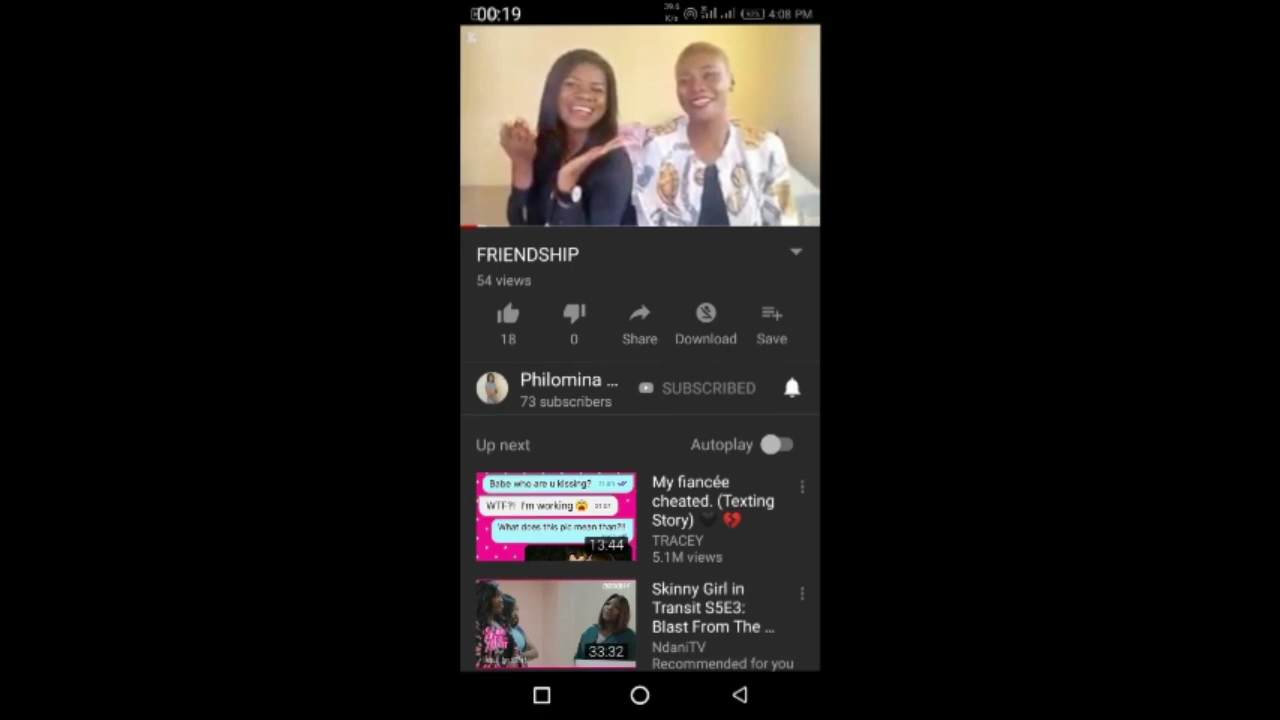 00:19
39.6
K/s
92%
4:08 PM
FRIENDSHIP
54 views
18
0
Share
Download
Save
Philomina ...
73 subscribers
SUBSCRIBED
Up next
Autoplay
Babe who are u kissing?
WTF?! I'm working
What does this pic mean than?!!
13:44
My fiancée
cheated. (Texting
Story)
TRACEY
5.1M views
33:32
Skinny Girl in
Transit S5E3:
Blast From The ...
NdaniTV
Recommended for you